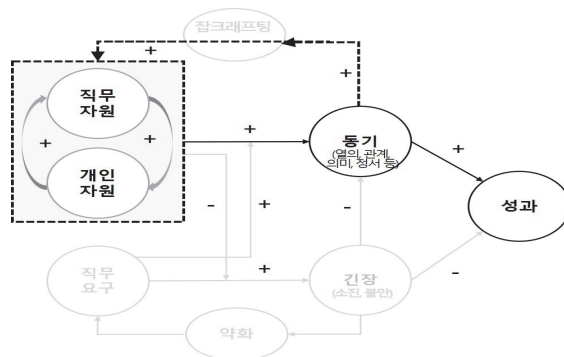 잡크래프팅
+
+
직무
자원
+
+
+
개인
자원
동기
(열의, 관계,
의미, 정서 등)
+
성과
-
+
-
직무
요구
+
긴장
(소진, 불안)
-
약화